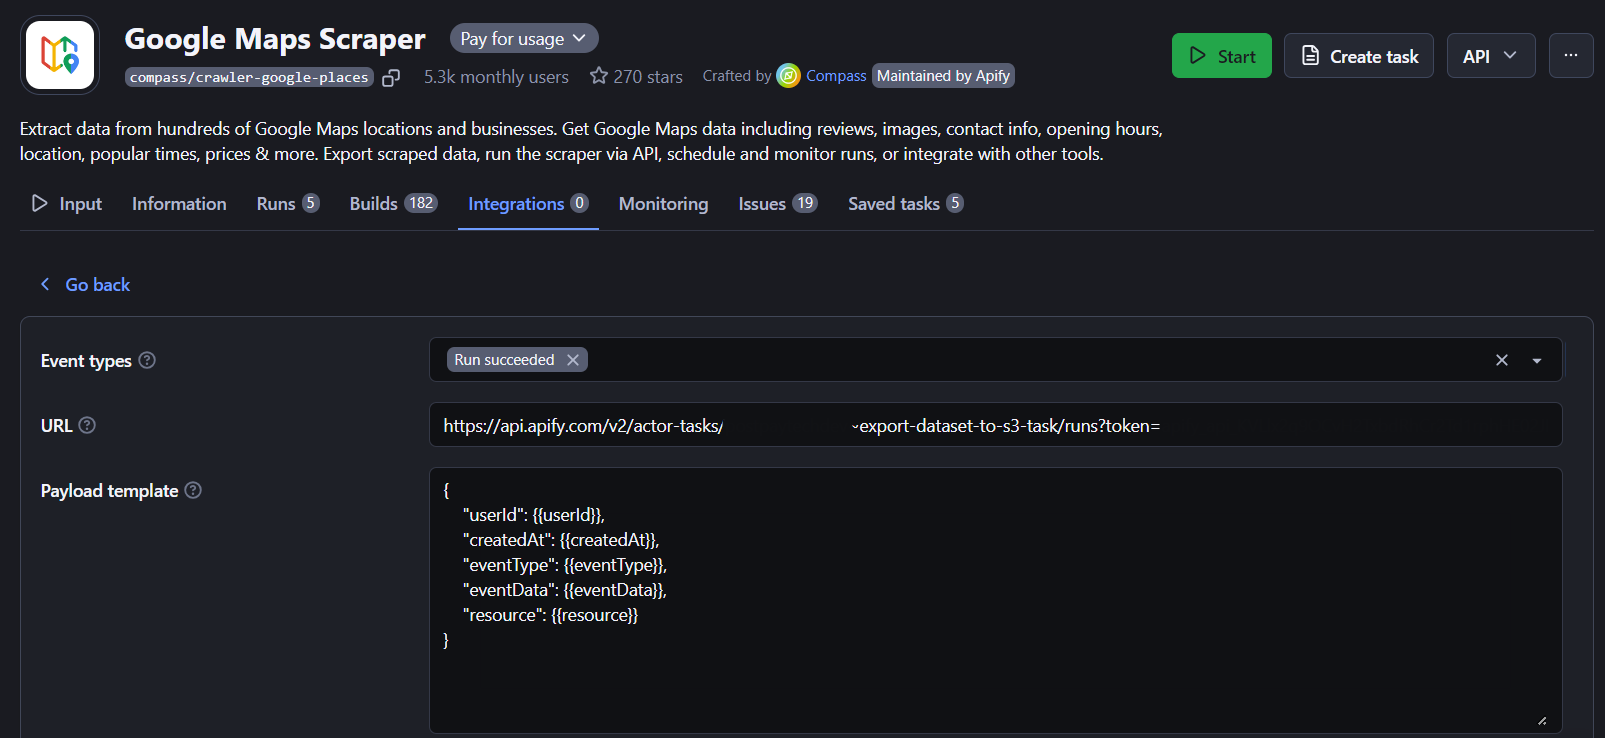 Google Maps Scraper Pay for usage
compass/crawler-google-places 5.3k monthly users 270 stars Crafted by Compass Maintained by Apify
Start Create task API ...
Extract data from hundreds of Google Maps locations and businesses. Get Google Maps data including reviews, images, contact info, opening hours,
location, popular times, prices & more. Export scraped data, run the scraper via API, schedule and monitor runs, or integrate with other tools.
Input Information Runs 5 Builds 182 Integrations 0 Monitoring Issues 19 Saved tasks 5
Go back
Event types ? Run succeeded
URL ? https://api.apify.com/v2/actor-tasks/ ~export-dataset-to-s3-task/runs?token=
Payload template ?
{
"userId": {{userId}},
"createdAt": {{createdAt}},
"eventType": {{eventType}},
"eventData": {{eventData}},
"resource": {{resource}}
}